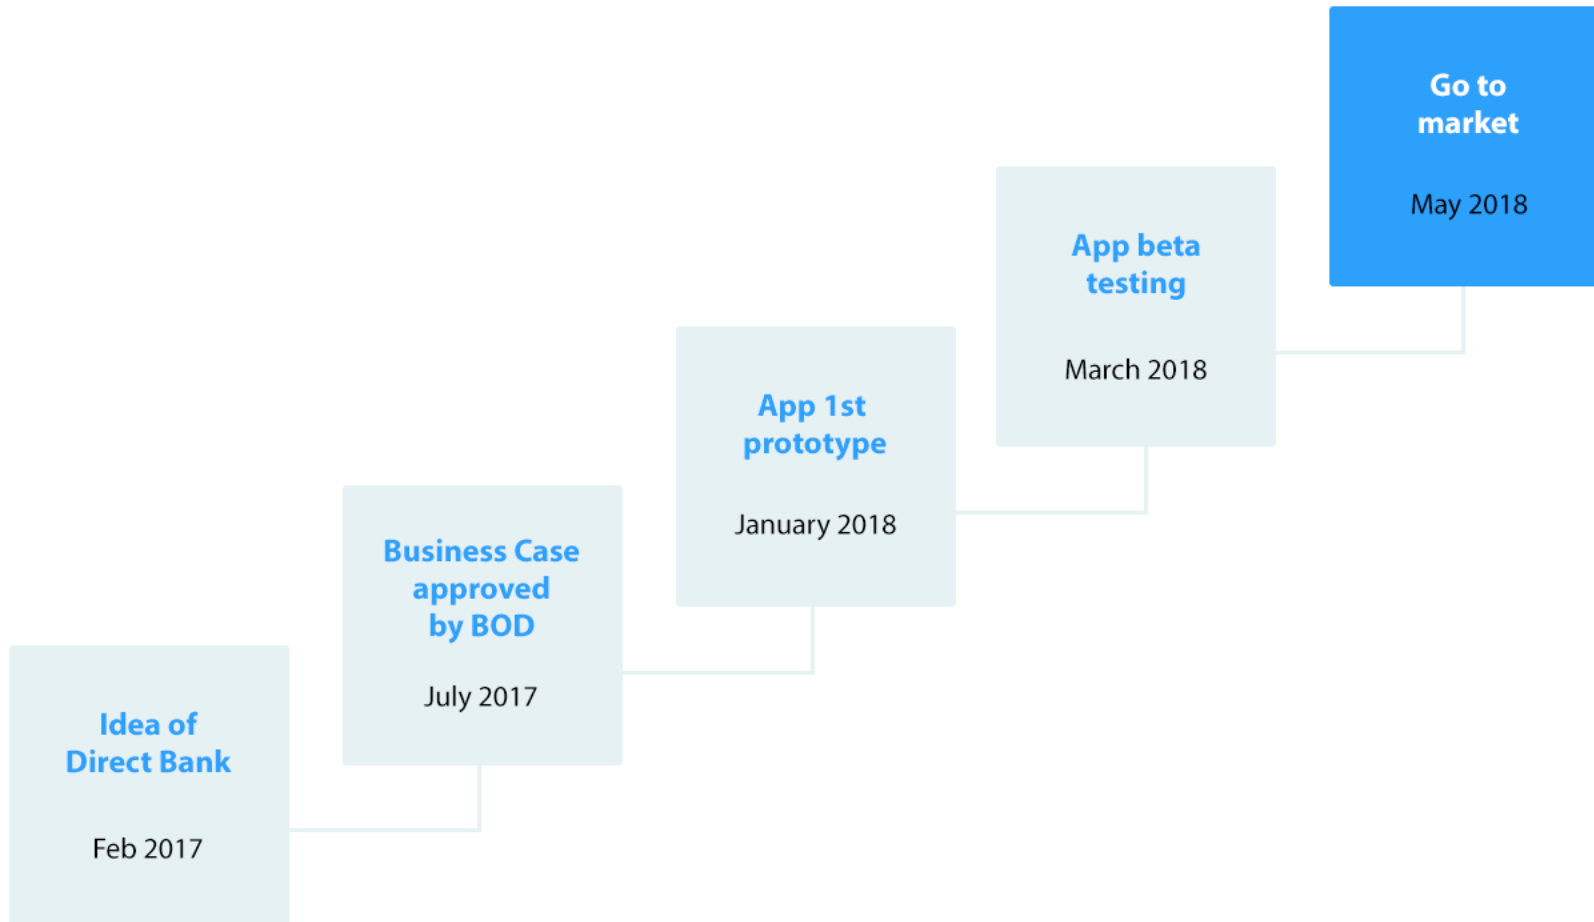 Go to
market
May 2018
App beta
testing
March 2018
App 1st
prototype
January 2018
Business Case
approved
by BOD
July 2017
Idea of
Direct Bank
Feb 2017